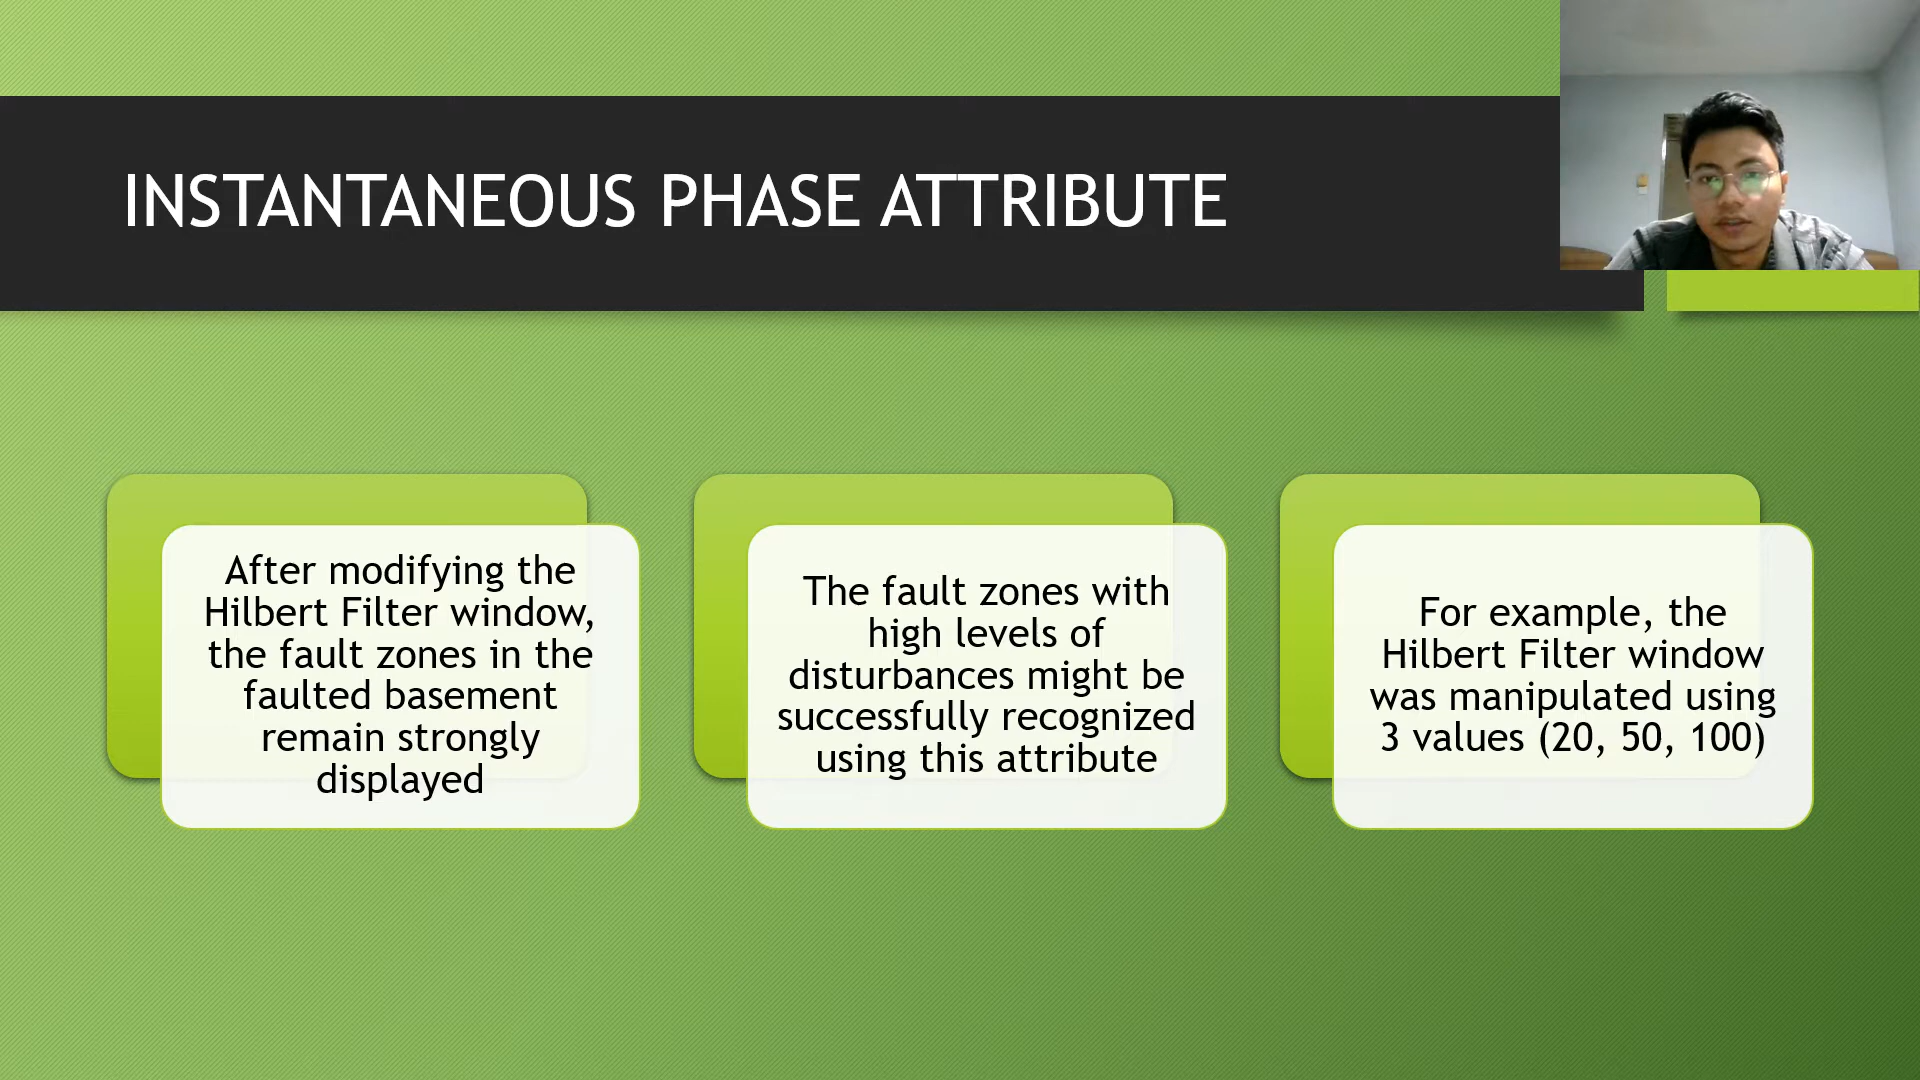 INSTANTANEOUS PHASE ATTRIBUTE
After modifying the
Hilbert Filter window,
the fault zones in the
faulted basement
remain strongly
displayed
The fault zones with
high levels of
disturbances might be
successfully recognized
using this attribute
For example, the
Hilbert Filter window
was manipulated using
3 values (20, 50, 100)